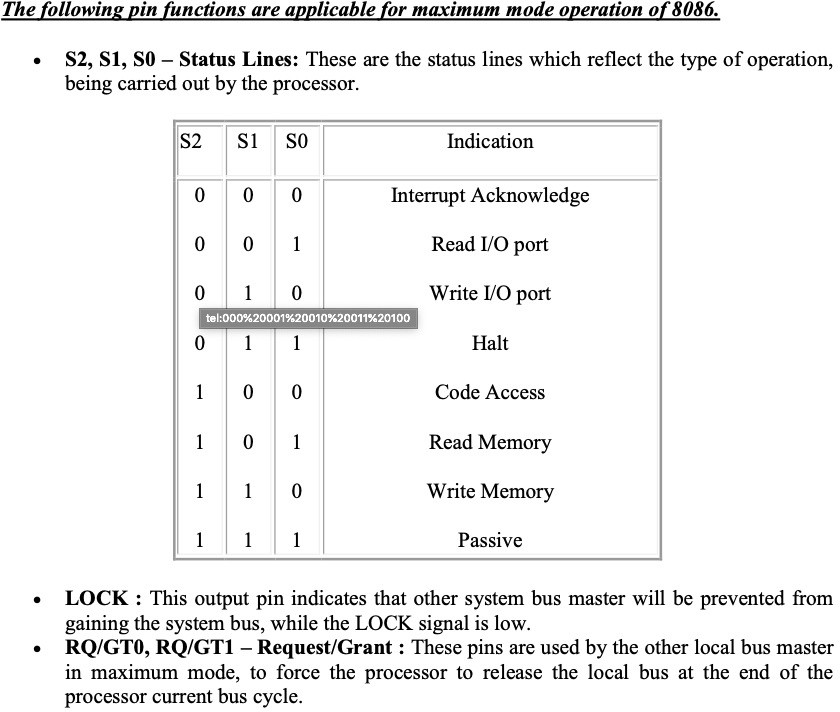 The following pin functions are applicable for maximum mode operation of 8086.
• S2, S1, S0 – Status Lines: These are the status lines which reflect the type of operation,
being carried out by the processor.
S2 S1 S0 Indication
0 0 0 Interrupt Acknowledge
0 0 1 Read I/O port
0 1 0 Write I/O port
tel:000%20001%20010%20011%20100
0 1 1 Halt
1 0 0 Code Access
1 0 1 Read Memory
1 1 0 Write Memory
1 1 1 Passive
• LOCK : This output pin indicates that other system bus master will be prevented from
gaining the system bus, while the LOCK signal is low.
• RQ/GT0, RQ/GT1 – Request/Grant : These pins are used by the other local bus master
in maximum mode, to force the processor to release the local bus at the end of the
processor current bus cycle.